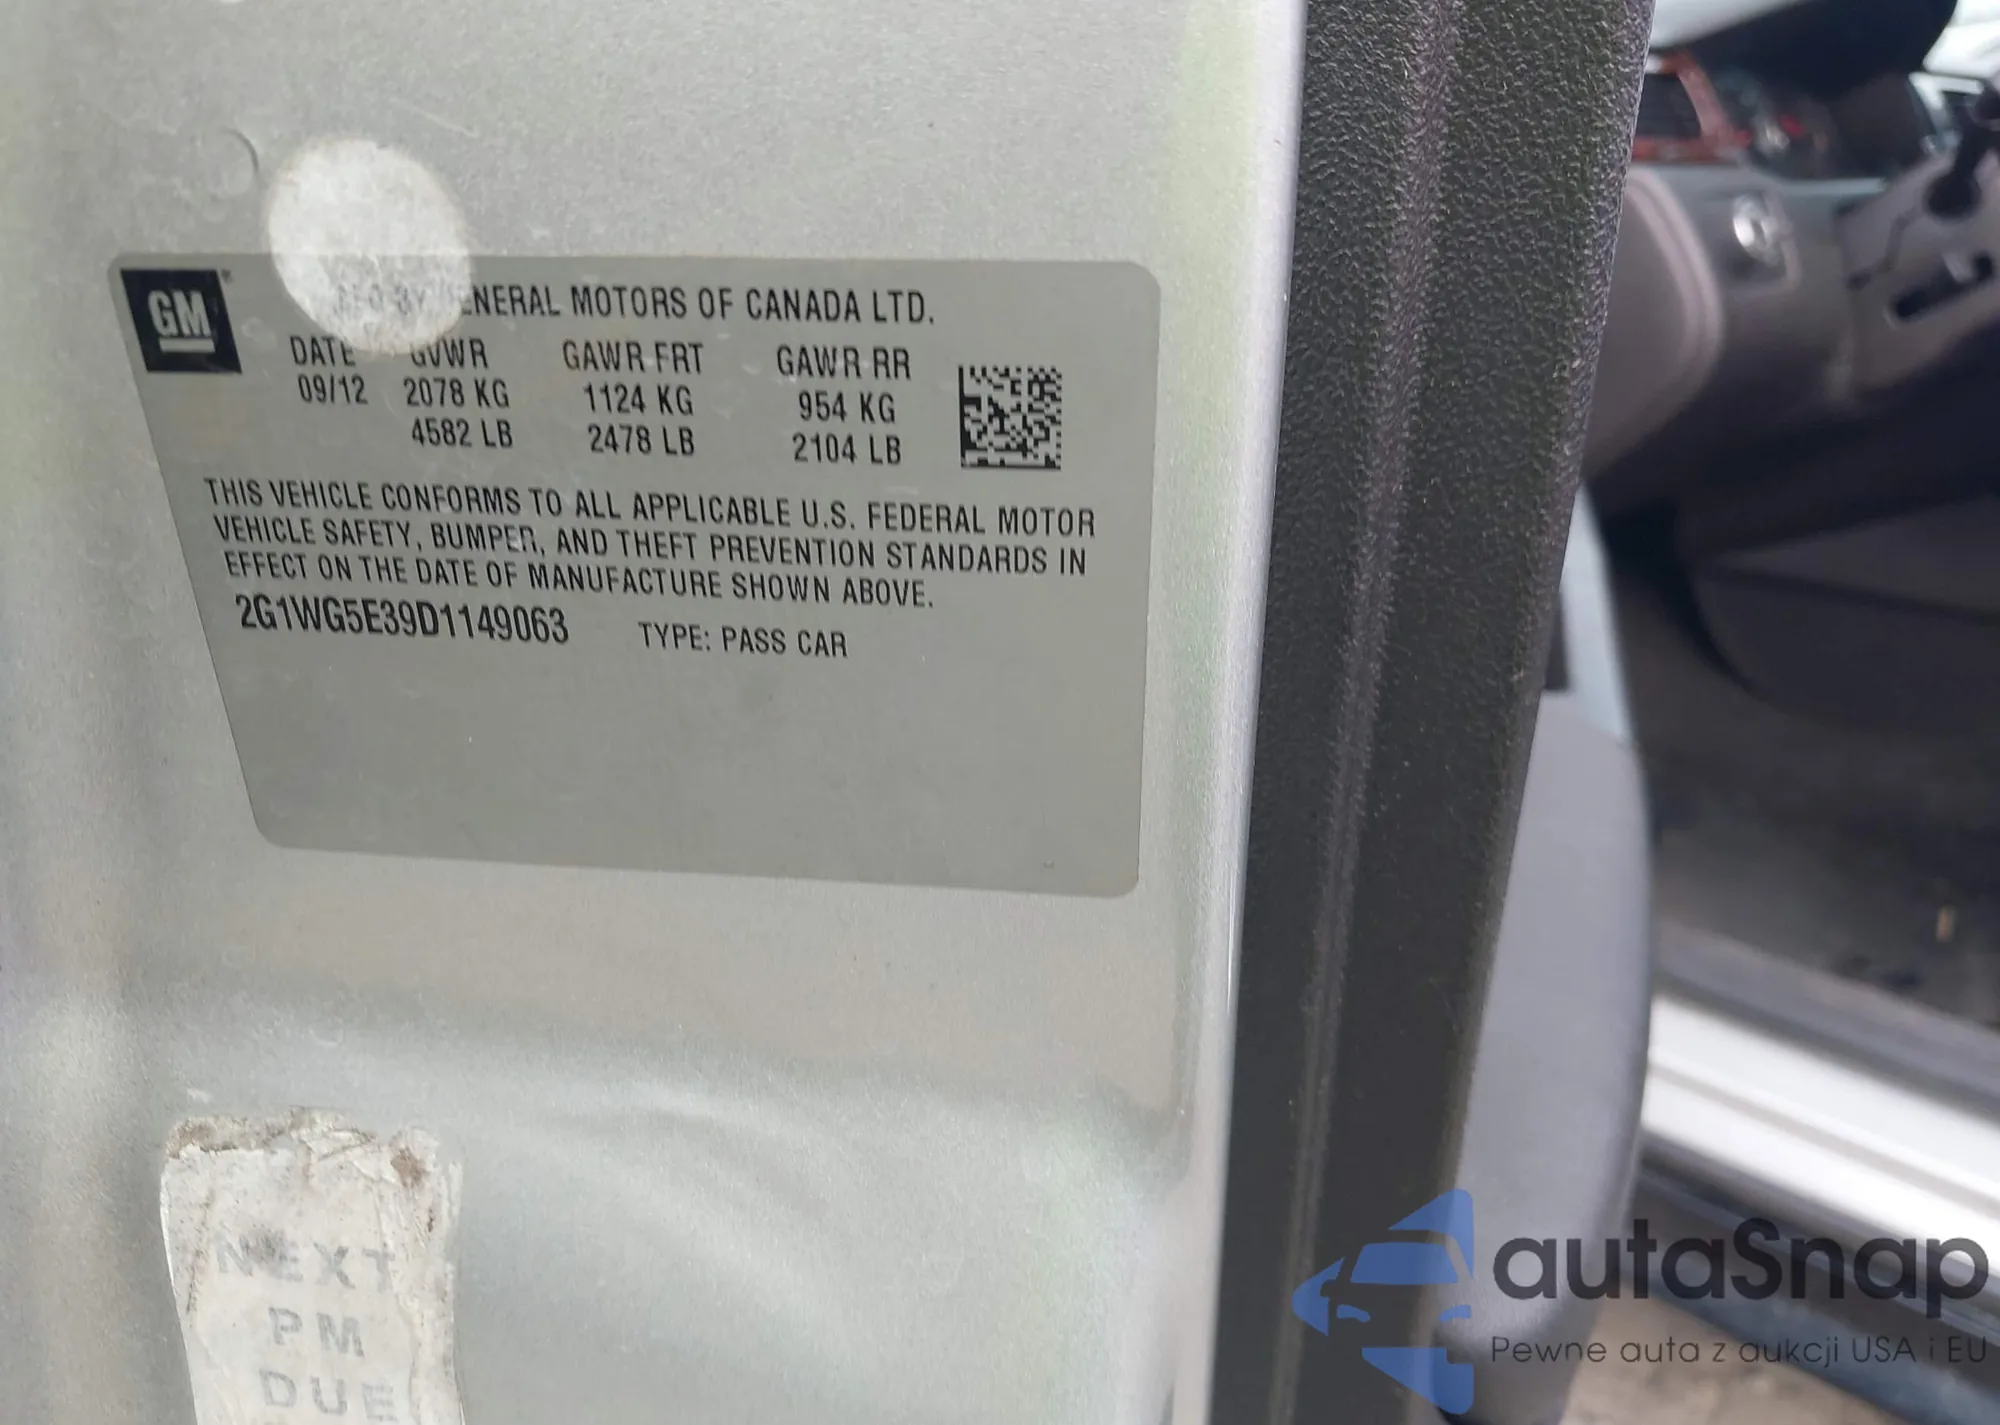 GM
GENERAL MOTORS OF CANADA LTD.
DATE GVWR GAWR FRT GAWR RR
09/12 2078 KG 1124 KG 954 KG
4582 LB 2478 LB 2104 LB
THIS VEHICLE CONFORMS TO ALL APPLICABLE U.S. FEDERAL MOTOR
VEHICLE SAFETY, BUMPER, AND THEFT PREVENTION STANDARDS IN
EFFECT ON THE DATE OF MANUFACTURE SHOWN ABOVE.
2G1WG5E39D1149063 TYPE: PASS CAR
NEXT
PM
DUE
autaSnap
Pewne auta z aukcji USA i EU